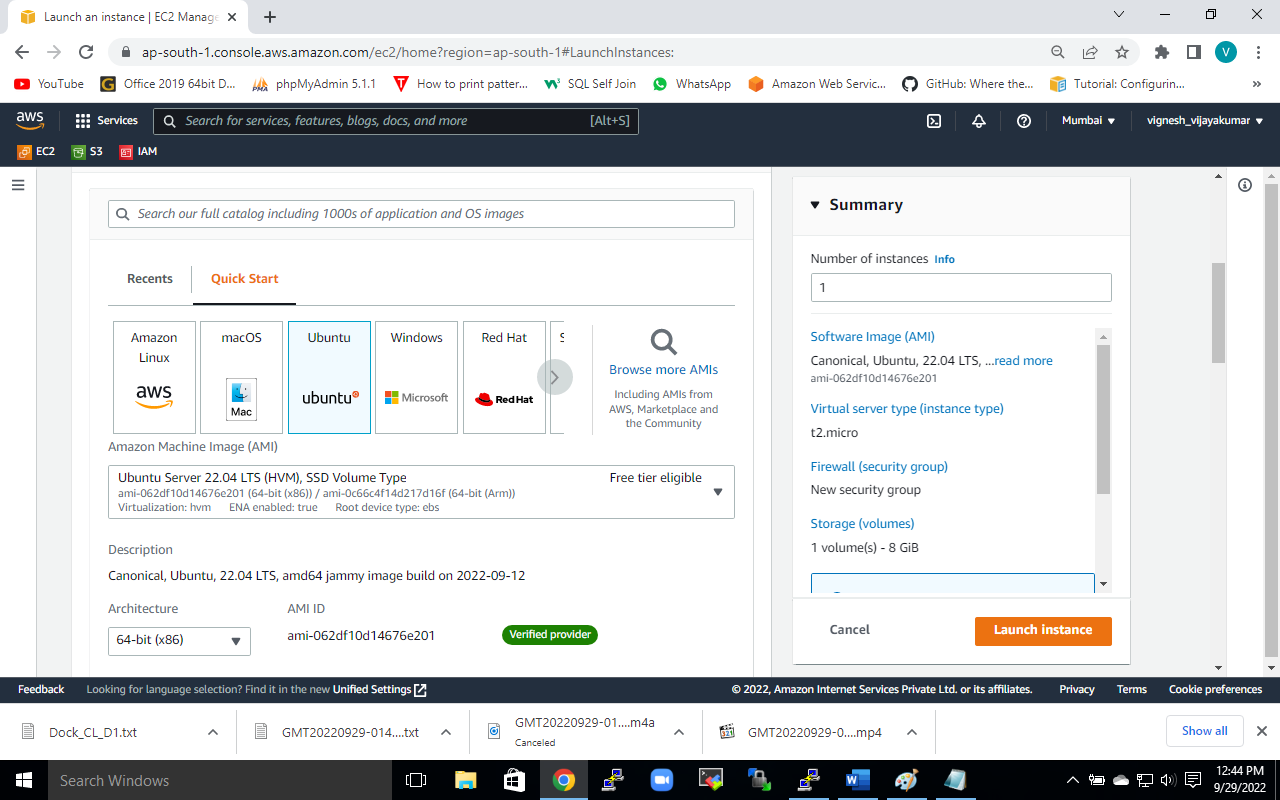 Launch an instance | EC2 Manage
ap-south-1.console.aws.amazon.com/ec2/home?region=ap-south-1#LaunchInstances:
V
YouTube
Office 2019 64bit D...
phpMyAdmin 5.1.1
How to print patter...
SQL Self Join
WhatsApp
Amazon Web Servic...
GitHub: Where the...
Tutorial: Configurin...
»
aws
Services
Search for services, features, blogs, docs, and more
[Alt+S]
Mumbai
vignesh_vijayakumar
EC2
S3
IAM
Search our full catalog including 1000s of application and OS images
Recents
Quick Start
Amazon
Linux
aws
macOS
Mac
Ubuntu
ubuntu
Windows
Microsoft
Red Hat
Red Hat
S
Browse more AMIs
Including AMIs from
AWS, Marketplace and
the Community
Amazon Machine Image (AMI)
Ubuntu Server 22.04 LTS (HVM), SSD Volume Type
Free tier eligible
ami-062df10d14676e201 (64-bit (x86)) / ami-0c66c4f14d217d16f (64-bit (Arm))
Virtualization: hvm ENA enabled: true Root device type: ebs
Description
Canonical, Ubuntu, 22.04 LTS, amd64 jammy image build on 2022-09-12
Architecture
AMI ID
64-bit (x86)
ami-062df10d14676e201
Verified provider
Summary
Number of instances Info
1
Software Image (AMI)
Canonical, Ubuntu, 22.04 LTS, ...read more
ami-062df10d14676e201
Virtual server type (instance type)
t2.micro
Firewall (security group)
New security group
Storage (volumes)
1 volume(s) - 8 GiB
Cancel
Launch instance
Feedback
Looking for language selection? Find it in the new Unified Settings
© 2022, Amazon Internet Services Private Ltd. or its affiliates.
Privacy
Terms
Cookie preferences
Dock_CL_D1.txt
GMT20220929-014....txt
GMT20220929-01....m4a
Canceled
GMT20220929-0....mp4
Show all
Search Windows
12:44 PM
9/29/2022